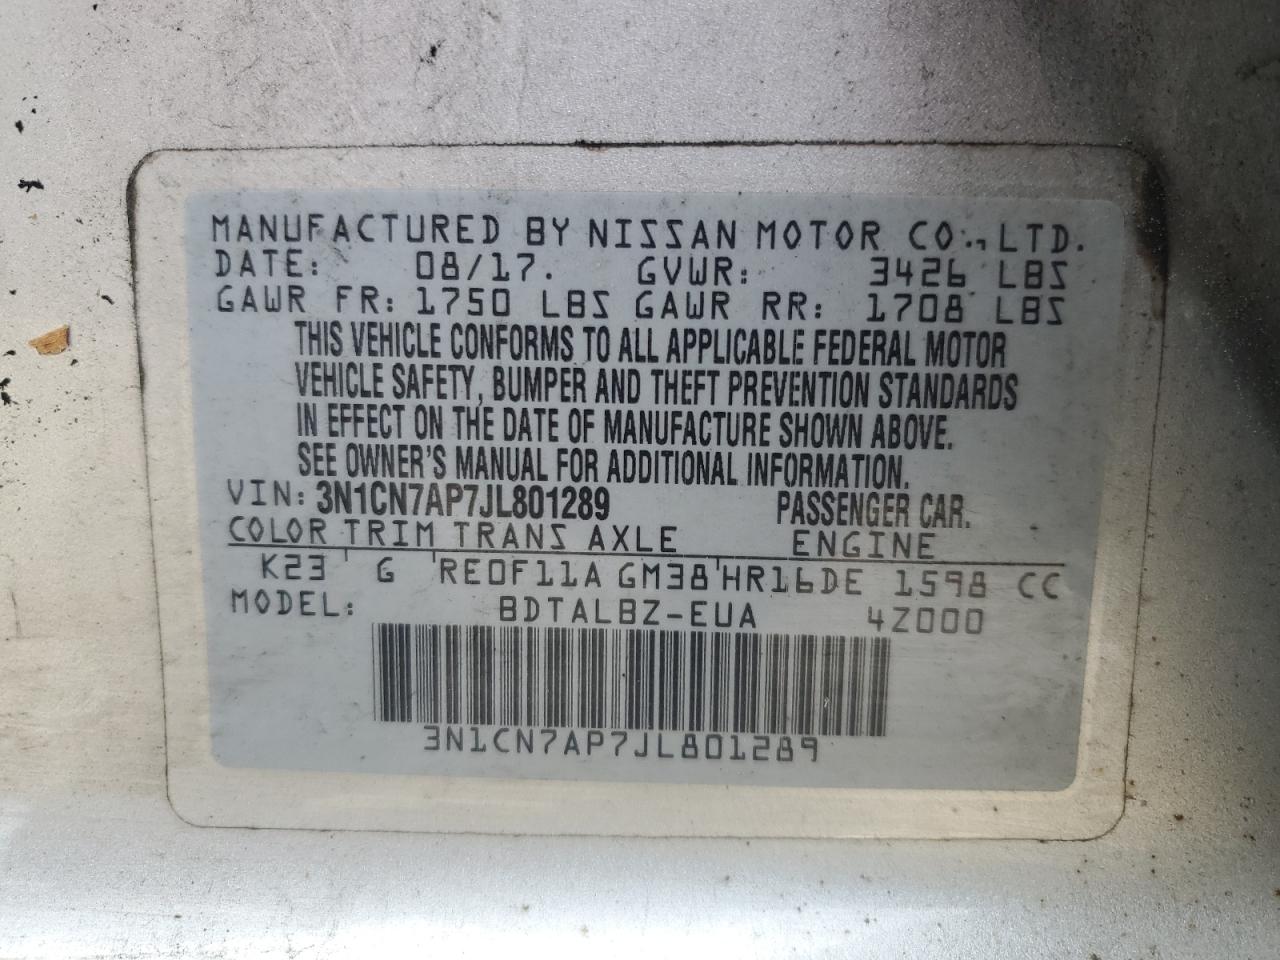 MANUFACTURED BY NISSAN MOTOR CO., LTD.
DATE: 08/17. GVWR: 3426 LBS
GAWR FR: 1750 LBS GAWR RR: 1708 LBS
THIS VEHICLE CONFORMS TO ALL APPLICABLE FEDERAL MOTOR
VEHICLE SAFETY, BUMPER AND THEFT PREVENTION STANDARDS
IN EFFECT ON THE DATE OF MANUFACTURE SHOWN ABOVE.
SEE OWNER'S MANUAL FOR ADDITIONAL INFORMATION.
VIN: 3N1CN7AP7JL801289 PASSENGER CAR.
COLOR TRIM TRANS AXLE ENGINE
K23 ' G 'RE0F11A GM38'HR16DE 1598 CC
MODEL: BDTALBZ-EUA 4Z000
3N1CN7AP7JL801289